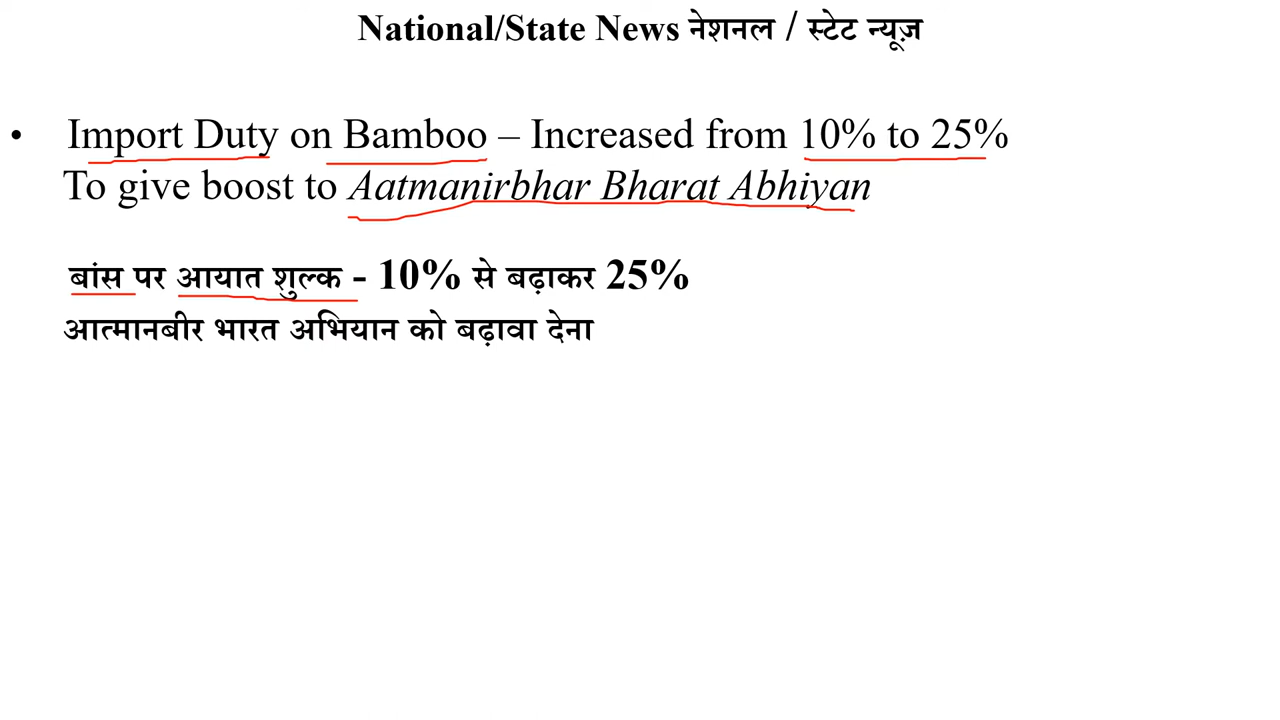 National/State News नेशनल / स्टेट न्यूज़
• Import Duty on Bamboo – Increased from 10% to 25%
To give boost to Aatmanirbhar Bharat Abhiyan
बांस पर आयात शुल्क - 10% से बढ़ाकर 25%
आत्मानबीर भारत अभियान को बढ़ावा देना